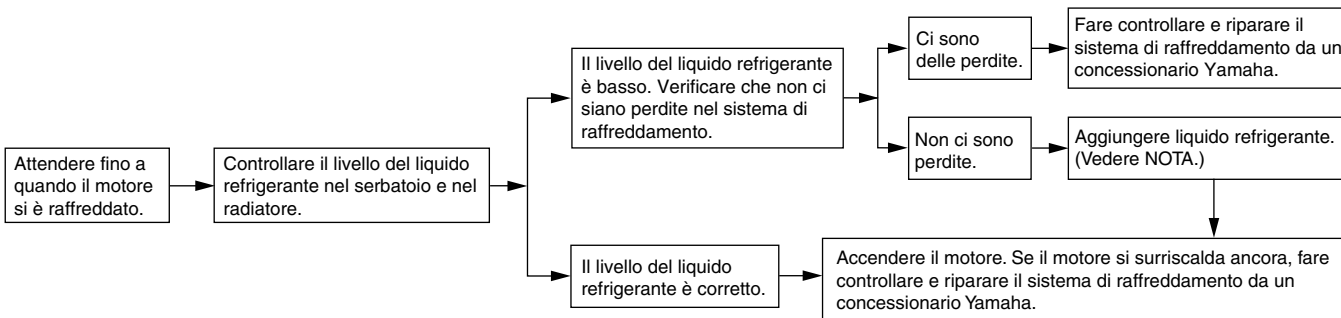 Attendere fino a
quando il motore
si è raffreddato.
Controllare il livello del liquido
refrigerante nel serbatoio e nel
radiatore.
Il livello del liquido refrigerante
è basso. Verificare che non ci
siano perdite nel sistema di
raffreddamento.
Ci sono
delle perdite.
Fare controllare e riparare il
sistema di raffreddamento da un
concessionario Yamaha.
Non ci sono
perdite.
Aggiungere liquido refrigerante.
(Vedere NOTA.)
Il livello del liquido
refrigerante è corretto.
Accendere il motore. Se il motore si surriscalda ancora, fare
controllare e riparare il sistema di raffreddamento da un
concessionario Yamaha.